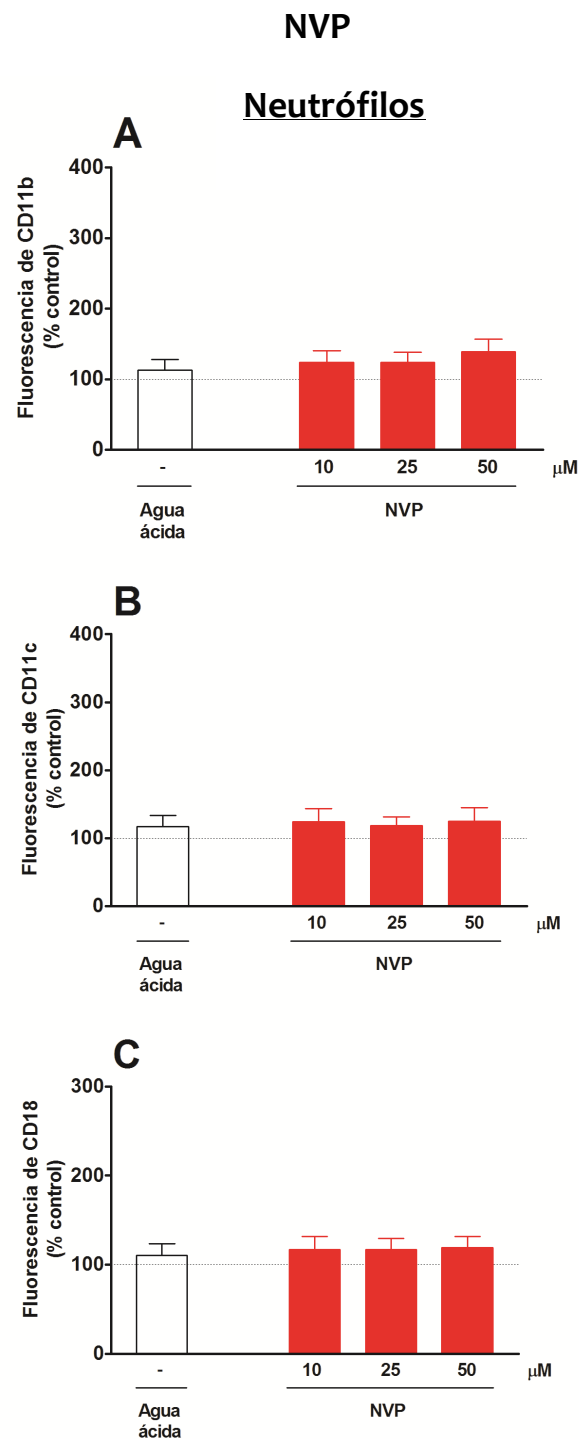 NVP
Neutrófilos
A
Fluorescencia de CD11b
(% control)
400
300
200
100
0
- 10 25 50 μM
Agua
ácida
NVP
B
Fluorescencia de CD11c
(% control)
400
300
200
100
0
- 10 25 50 μM
Agua
ácida
NVP
C
Fluorescencia de CD18
(% control)
300
200
100
0
- 10 25 50 μM
Agua
ácida
NVP